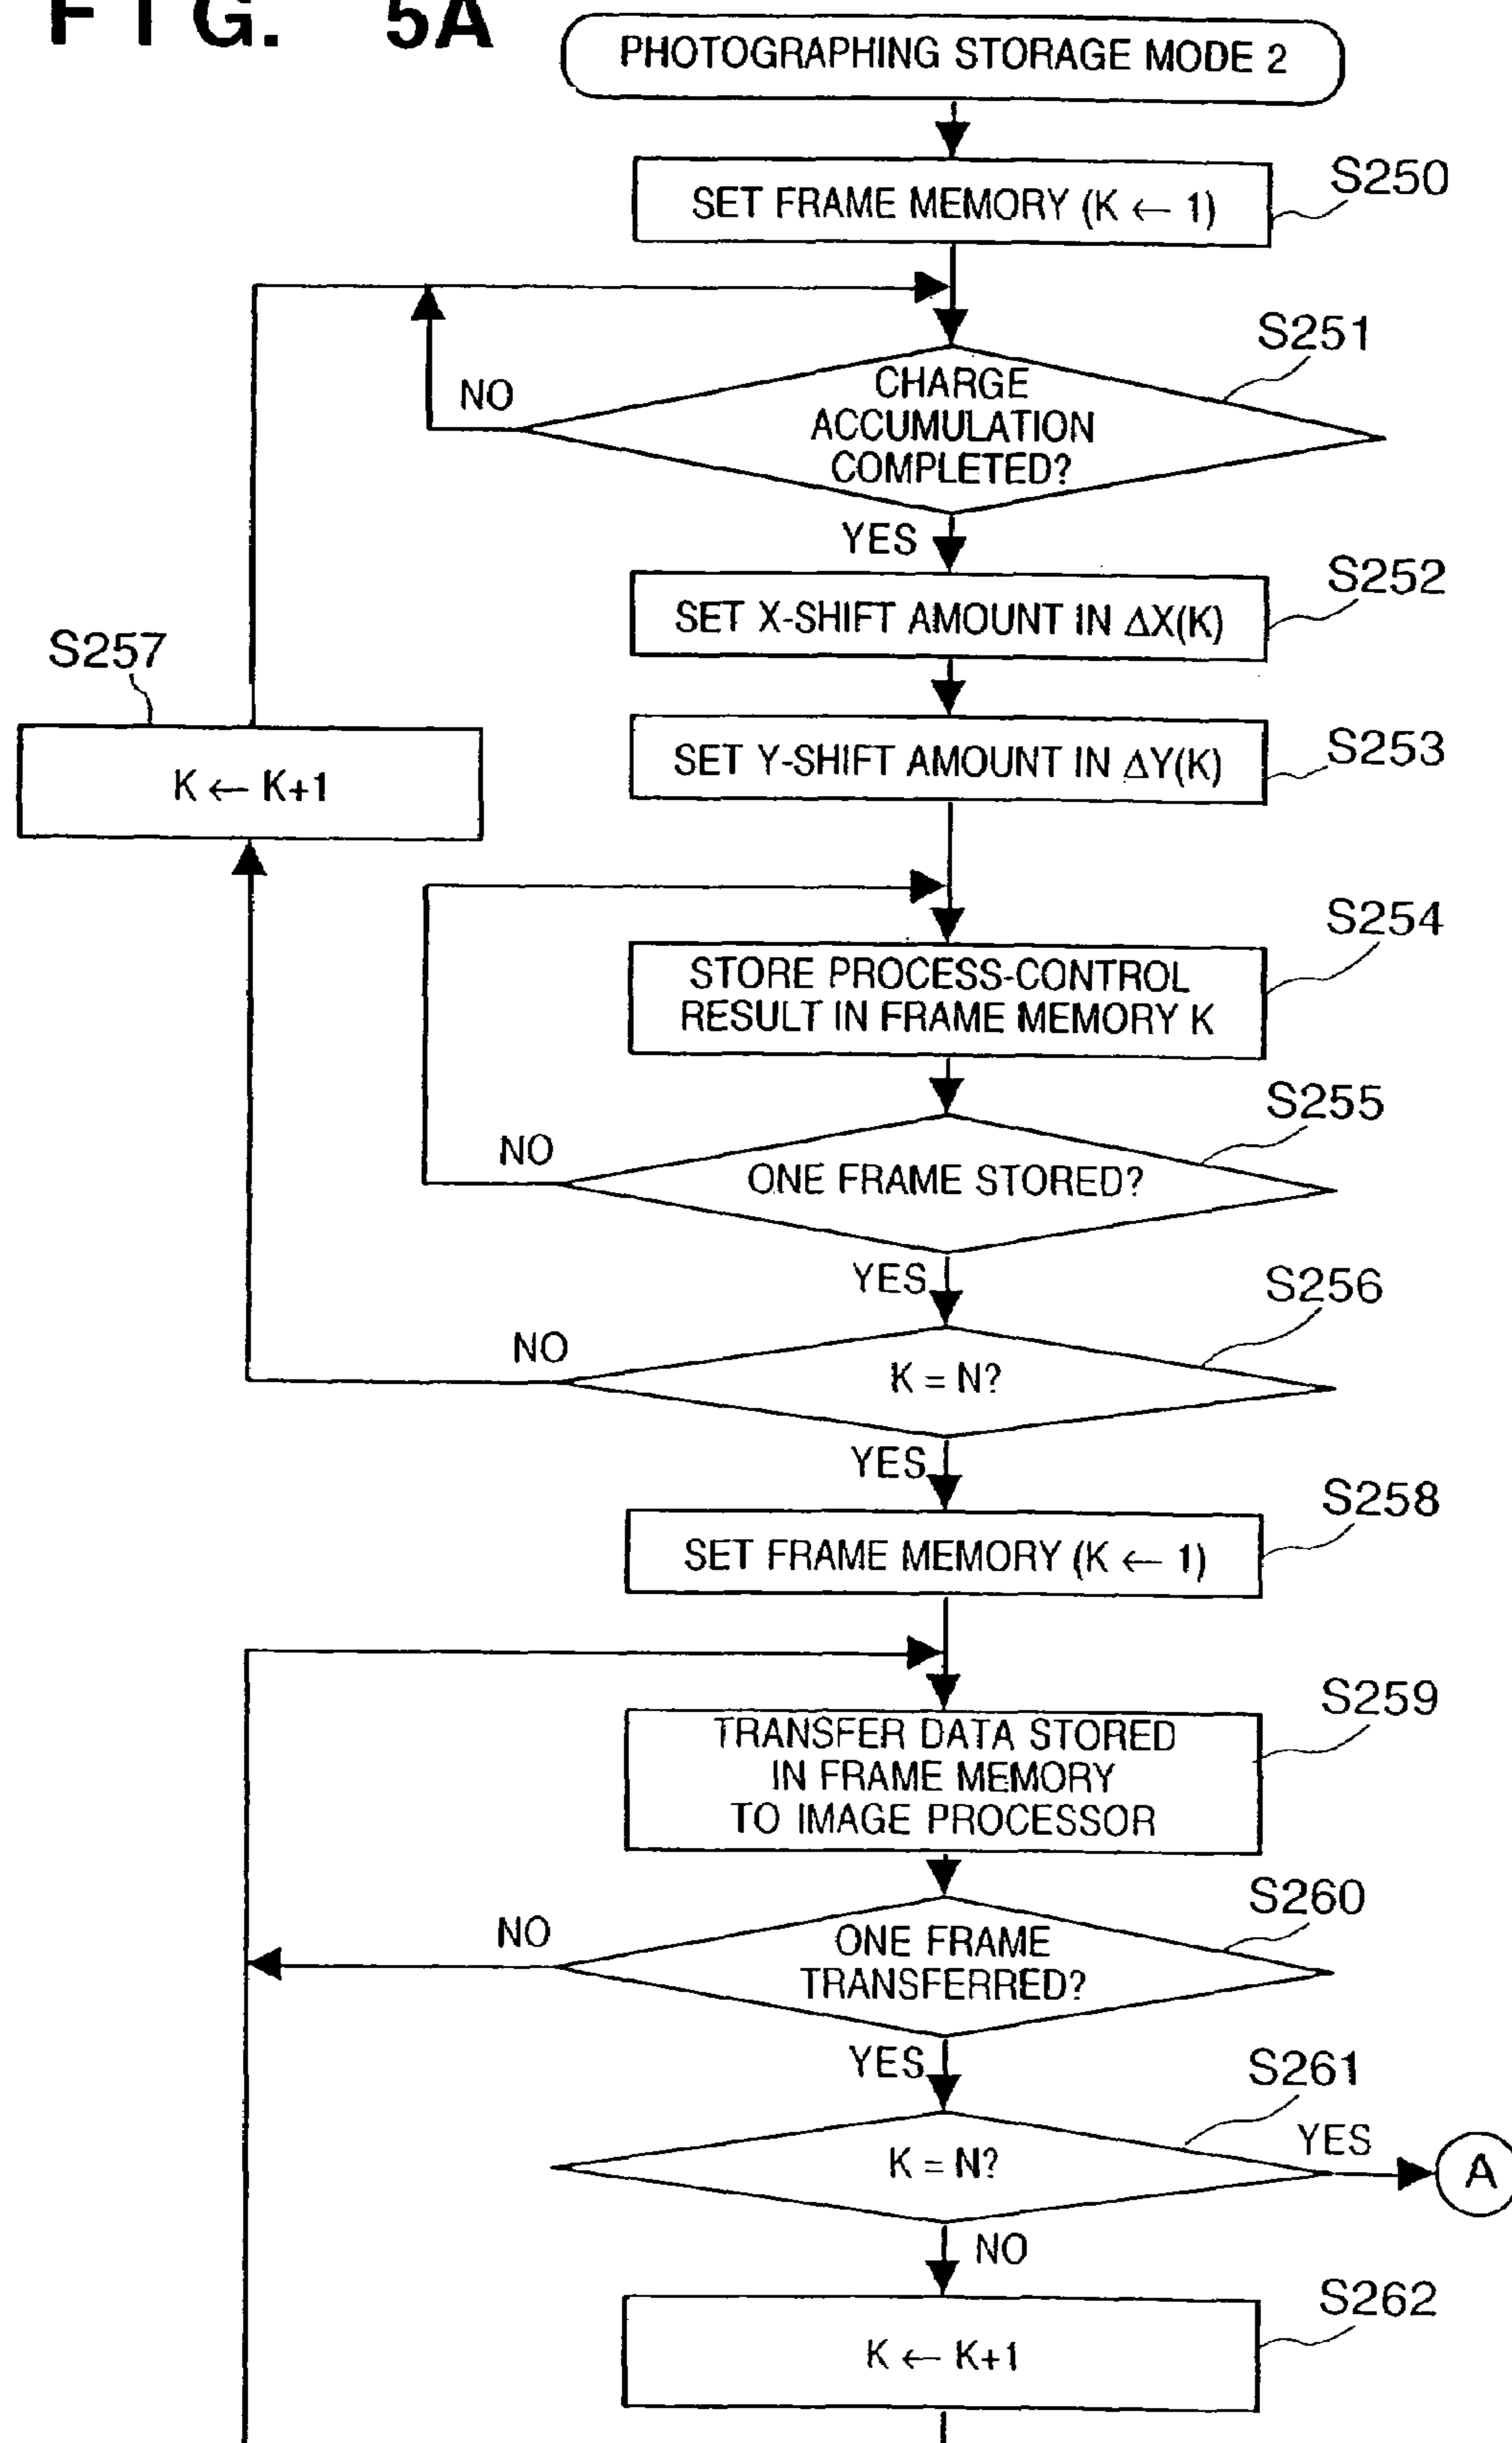 FIG. 5A
PHOTOGRAPHING STORAGE MODE 2
SET FRAME MEMORY (K ← 1)
S250
S251
CHARGE
ACCUMULATION
COMPLETED?
NO
YES
S252
SET X-SHIFT AMOUNT IN ΔX(K)
S257
K ← K+1
S253
SET Y-SHIFT AMOUNT IN ΔY(K)
S254
STORE PROCESS-CONTROL
RESULT IN FRAME MEMORY K
S255
NO
ONE FRAME STORED?
YES
S256
NO
K = N?
YES
S258
SET FRAME MEMORY (K ← 1)
S259
TRANSFER DATA STORED
IN FRAME MEMORY
TO IMAGE PROCESSOR
S260
NO
ONE FRAME
TRANSFERRED?
YES
S261
K = N?
YES
A
NO
S262
K ← K+1